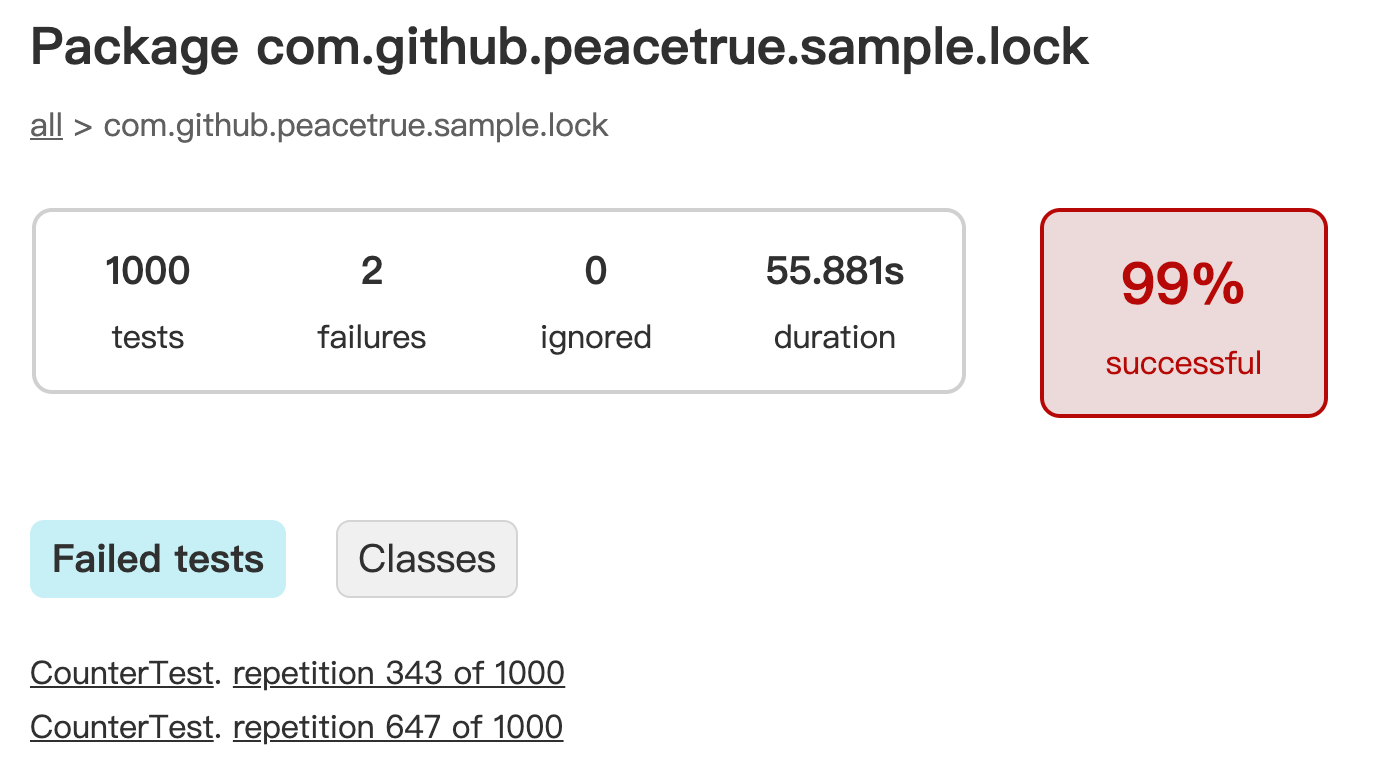 Package com.github.peacetrue.sample.lock
all > com.github.peacetrue.sample.lock
1000 2 0 55.881s
tests failures ignored duration
99%
successful
Failed tests Classes
CounterTest. repetition 343 of 1000
CounterTest. repetition 647 of 1000